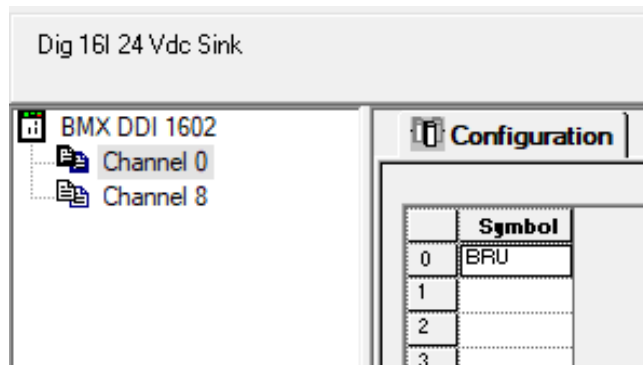 Dig 16I 24 Vdc Sink
BMX DDI 1602
Channel 0
Channel 8
Configuration
Symbol
0 BRU
1
2
3